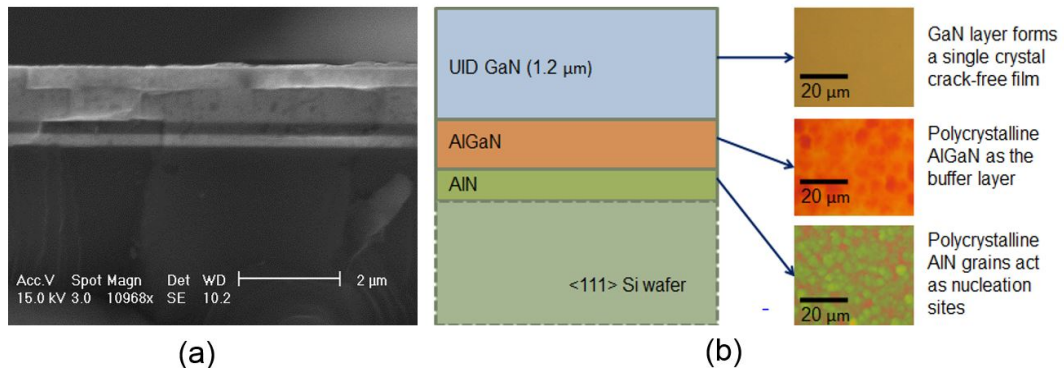 Acc.V Spot Magn Det WD
15.0 kV 3.0 10968x SE 10.2
2 μm
(a)
UID GaN (1.2 μm)
AlGaN
AlN
<111> Si wafer
20 μm
GaN layer forms
a single crystal
crack-free film
20 μm
Polycrystalline
AlGaN as the
buffer layer
20 μm
Polycrystalline
AlN grains act
as nucleation
sites
(b)